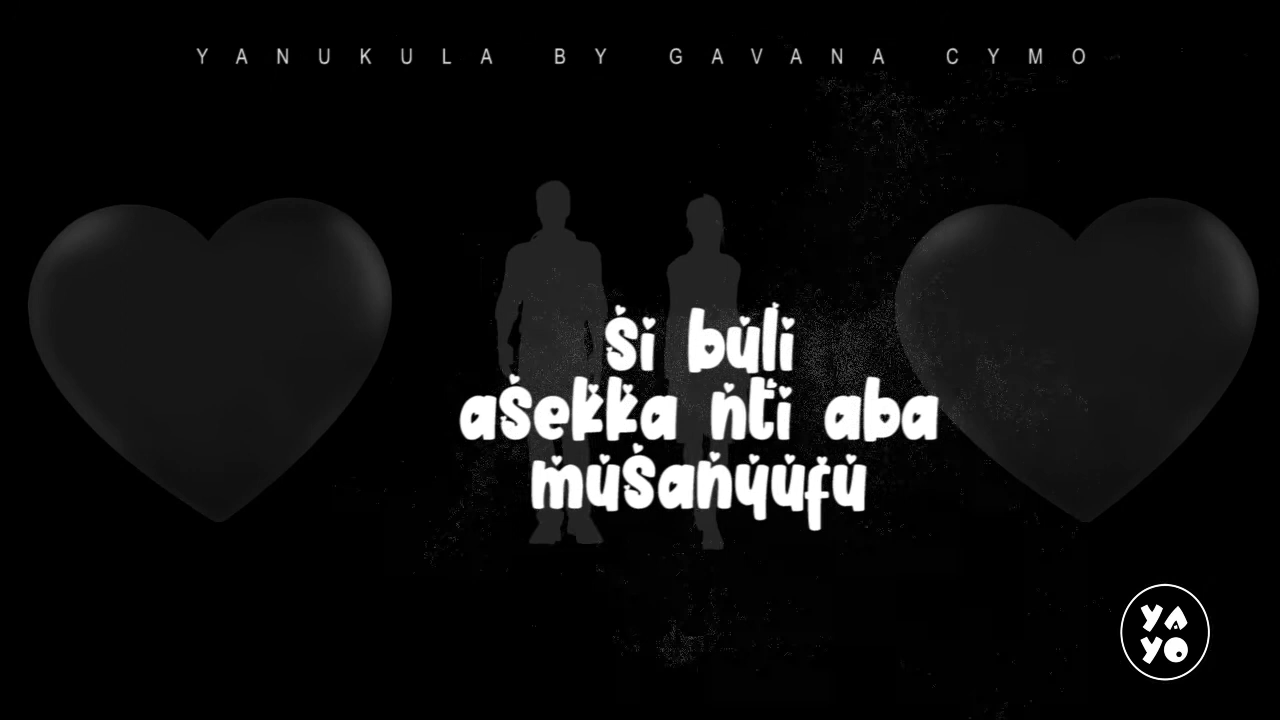 YANUKULA BY GAVANA CYMO
Si buli
asekka nti aba
musanyufu
YA
YO